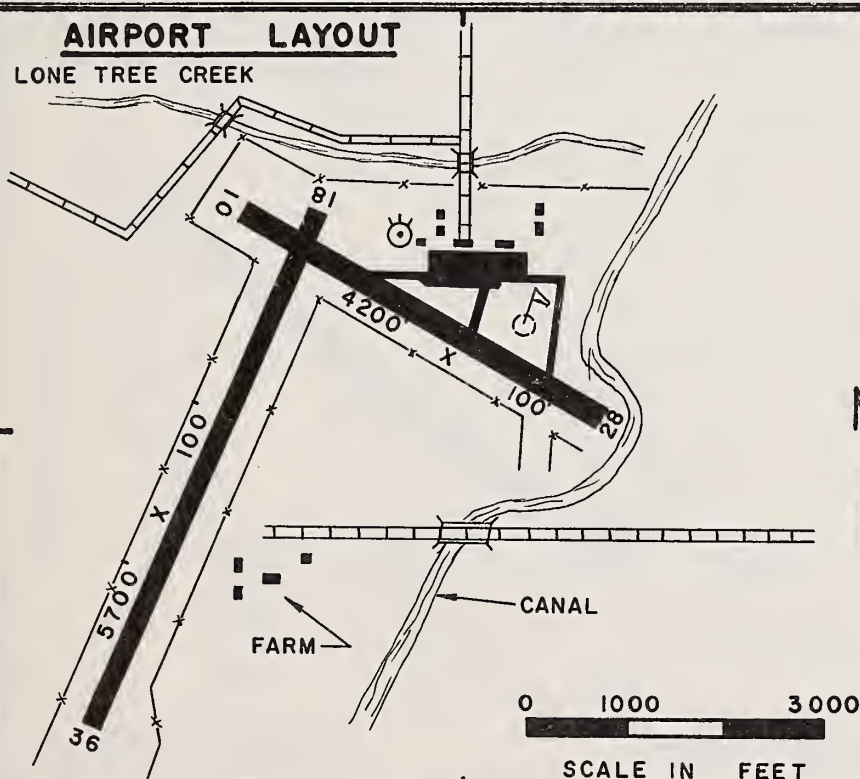 AIRPORT LAYOUT
LONE TREE CREEK
10
18
4200' X 100'
28
5700' X 100'
36
FARM
CANAL
0 1000 3000
SCALE IN FEET